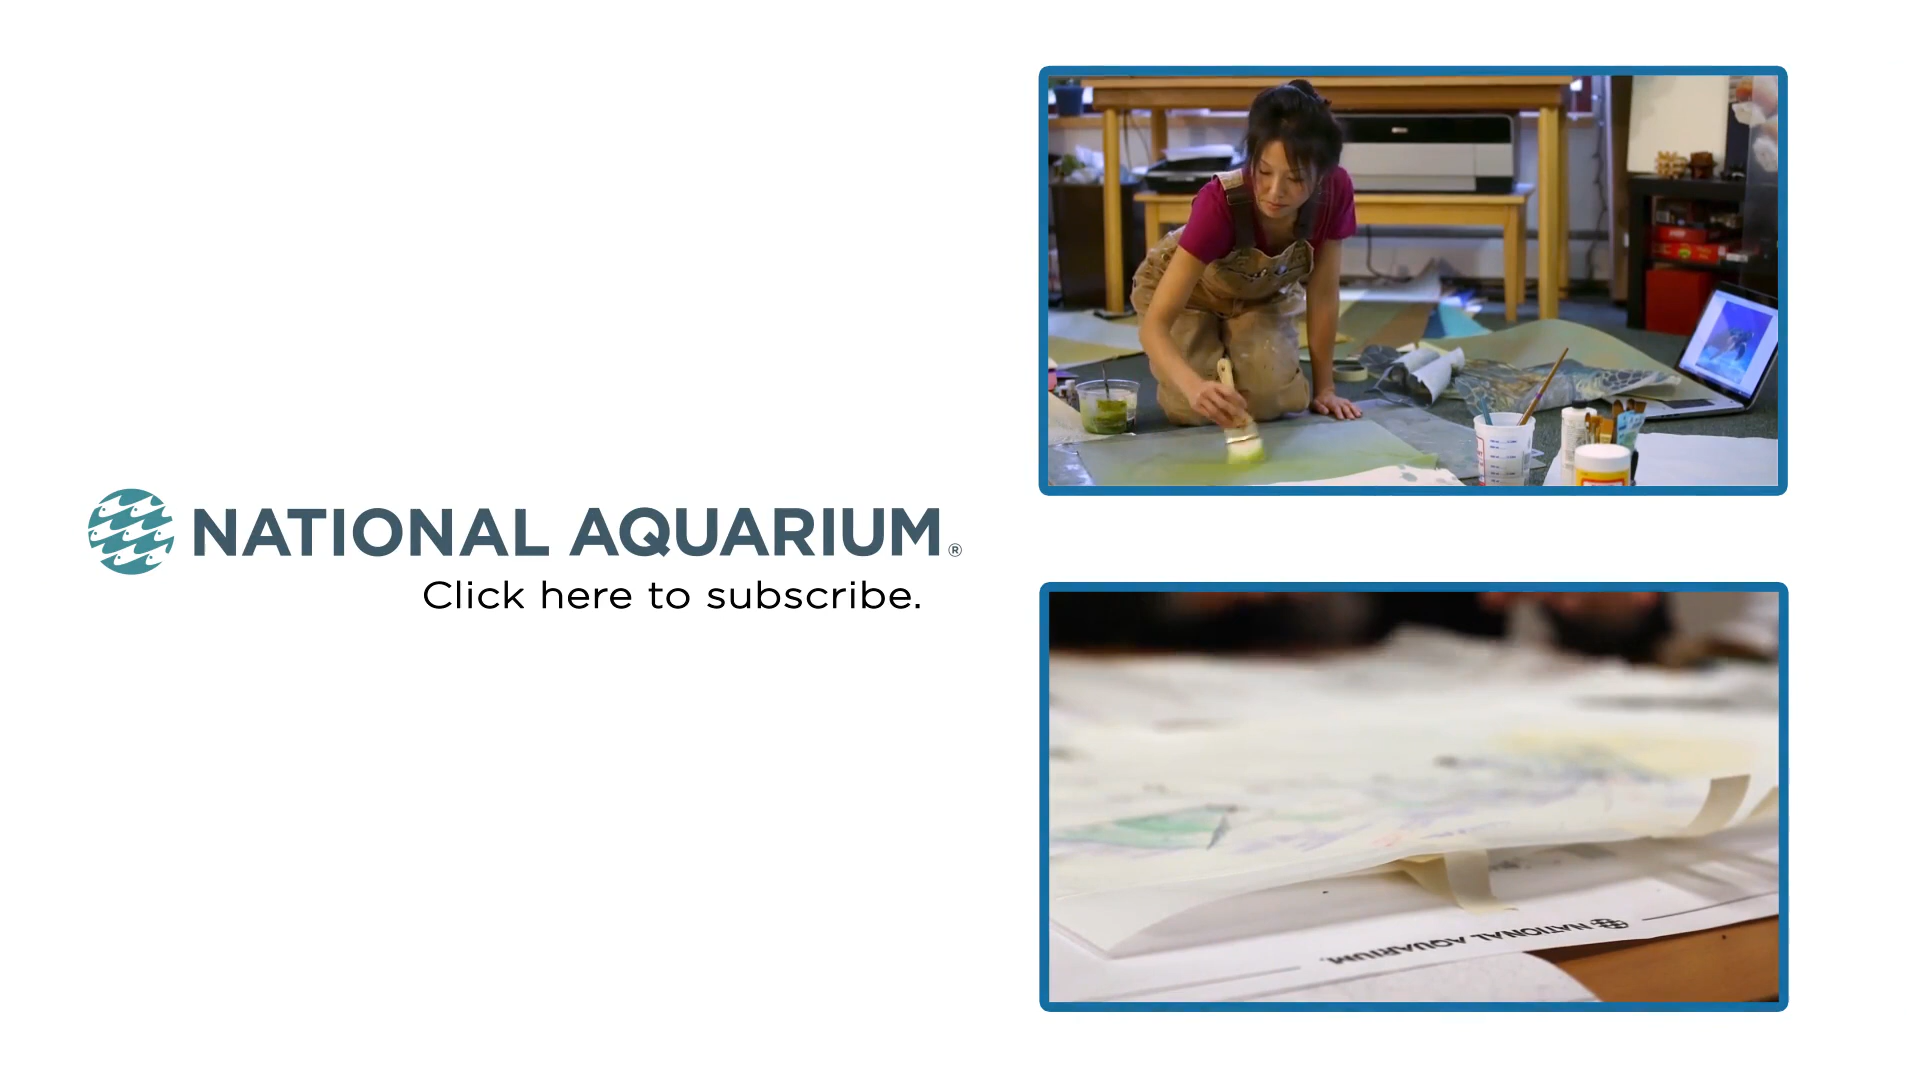 NATIONAL AQUARIUM®
Click here to subscribe.
NATIONAL AQUARIUM